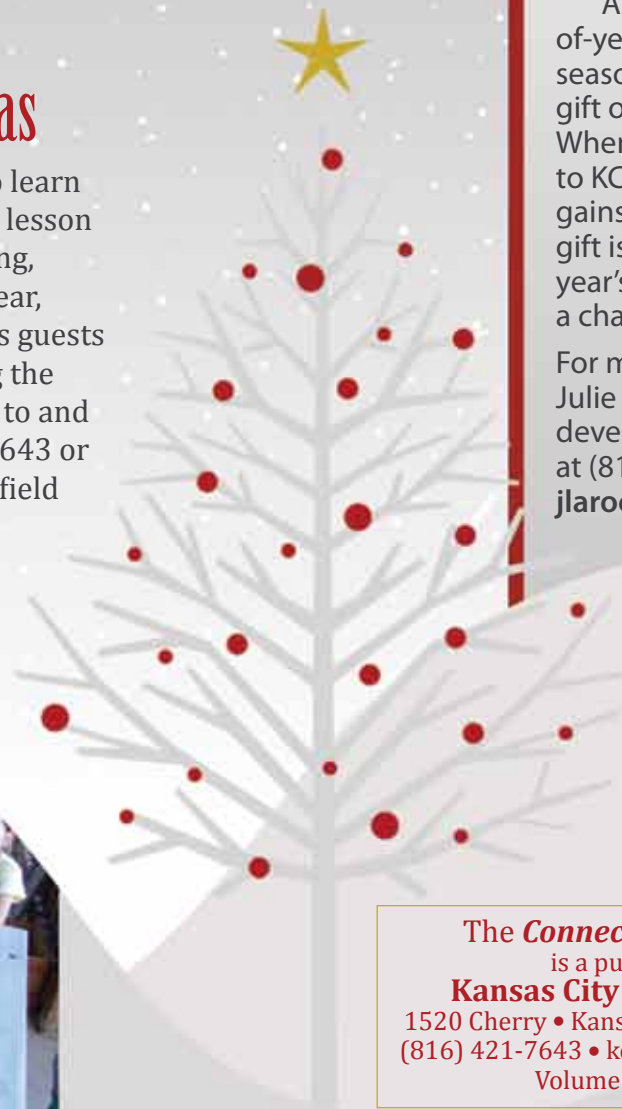 as
learn
lesson
ng,
ear,
s guests
the
to and
643 or
field
A
of-ye
seaso
gift o
When
to KC
gains
gift is
year's
a cha
For m
Julie
deve
at (81
jlaroc
The Connec
is a pu
Kansas City
1520 Cherry • Kans
(816) 421-7643 • k
Volume